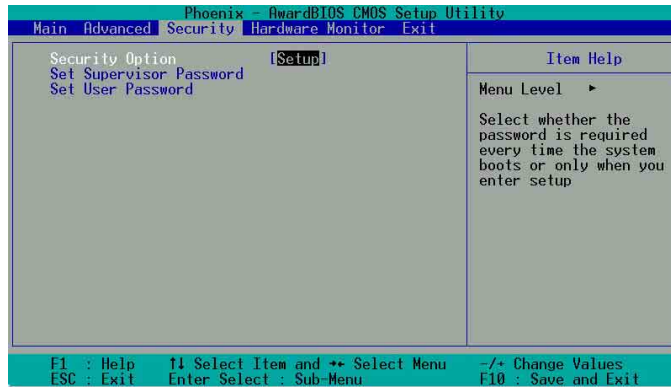 Phoenix - AwardBIOS CMOS Setup Utility
Main Advanced Security Hardware Monitor Exit
Security Option [Setup]
Set Supervisor Password
Set User Password
Item Help
Menu Level ►
Select whether the
password is required
every time the system
boots or only when you
enter setup
F1 : Help ↑↓ Select Item and →← Select Menu -/+ Change Values
ESC : Exit Enter Select : Sub-Menu F10 : Save and Exit